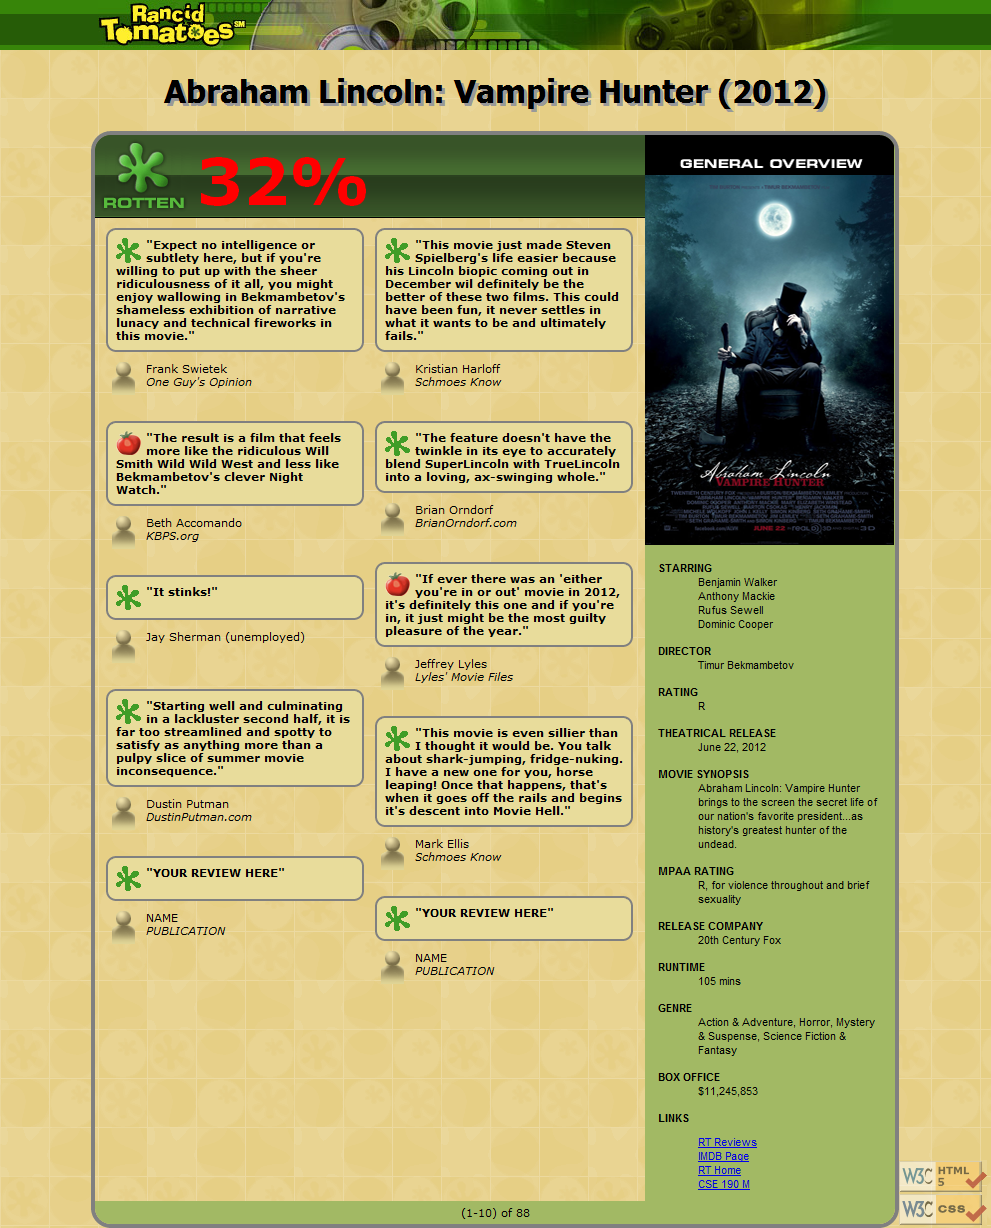 Rancid
Tomatoes SM
Abraham Lincoln: Vampire Hunter (2012)
ROTTEN
32%
"Expect no intelligence or
subtlety here, but if you're
willing to put up with the sheer
ridiculousness of it all, you might
enjoy wallowing in Bekmambetov's
shameless exhibition of narrative
lunacy and technical fireworks in
this movie."
Frank Swietek
One Guy's Opinion
"The result is a film that feels
more like the ridiculous Will
Smith Wild Wild West and less like
Bekmambetov's clever Night
Watch."
Beth Accomando
KBPS.org
"It stinks!"
Jay Sherman (unemployed)
"Starting well and culminating
in a lackluster second half, it is
far too streamlined and spotty to
satisfy as anything more than a
pulpy slice of summer movie
inconsequence."
Dustin Putman
DustinPutman.com
"YOUR REVIEW HERE"
NAME
PUBLICATION
"This movie just made Steven
Spielberg's life easier because
his Lincoln biopic coming out in
December wil definitely be the
better of these two films. This could
have been fun, it never settles in
what it wants to be and ultimately
fails."
Kristian Harloff
Schmoes Know
"The feature doesn't have the
twinkle in its eye to accurately
blend SuperLincoln with TrueLincoln
into a loving, ax-swinging whole."
Brian Orndorf
BrianOrndorf.com
"If ever there was an 'either
you're in or out' movie in 2012,
it's definitely this one and if you're
in, it just might be the most guilty
pleasure of the year."
Jeffrey Lyles
Lyles' Movie Files
"This movie is even sillier than
I thought it would be. You talk
about shark-jumping, fridge-nuking.
I have a new one for you, horse
leaping! Once that happens, that's
when it goes off the rails and begins
it's descent into Movie Hell."
Mark Ellis
Schmoes Know
"YOUR REVIEW HERE"
NAME
PUBLICATION
GENERAL OVERVIEW
Abraham Lincoln
VAMPIRE HUNTER
JUNE 22
STARRING
Benjamin Walker
Anthony Mackie
Rufus Sewell
Dominic Cooper
DIRECTOR
Timur Bekmambetov
RATING
R
THEATRICAL RELEASE
June 22, 2012
MOVIE SYNOPSIS
Abraham Lincoln: Vampire Hunter
brings to the screen the secret life of
our nation's favorite president...as
history's greatest hunter of the
undead.
MPAA RATING
R, for violence throughout and brief
sexuality
RELEASE COMPANY
20th Century Fox
RUNTIME
105 mins
GENRE
Action & Adventure, Horror, Mystery
& Suspense, Science Fiction &
Fantasy
BOX OFFICE
$11,245,853
LINKS
RT Reviews
IMDB Page
RT Home
CSE 190 M
W3C HTML
5
W3C CSS
(1-10) of 88